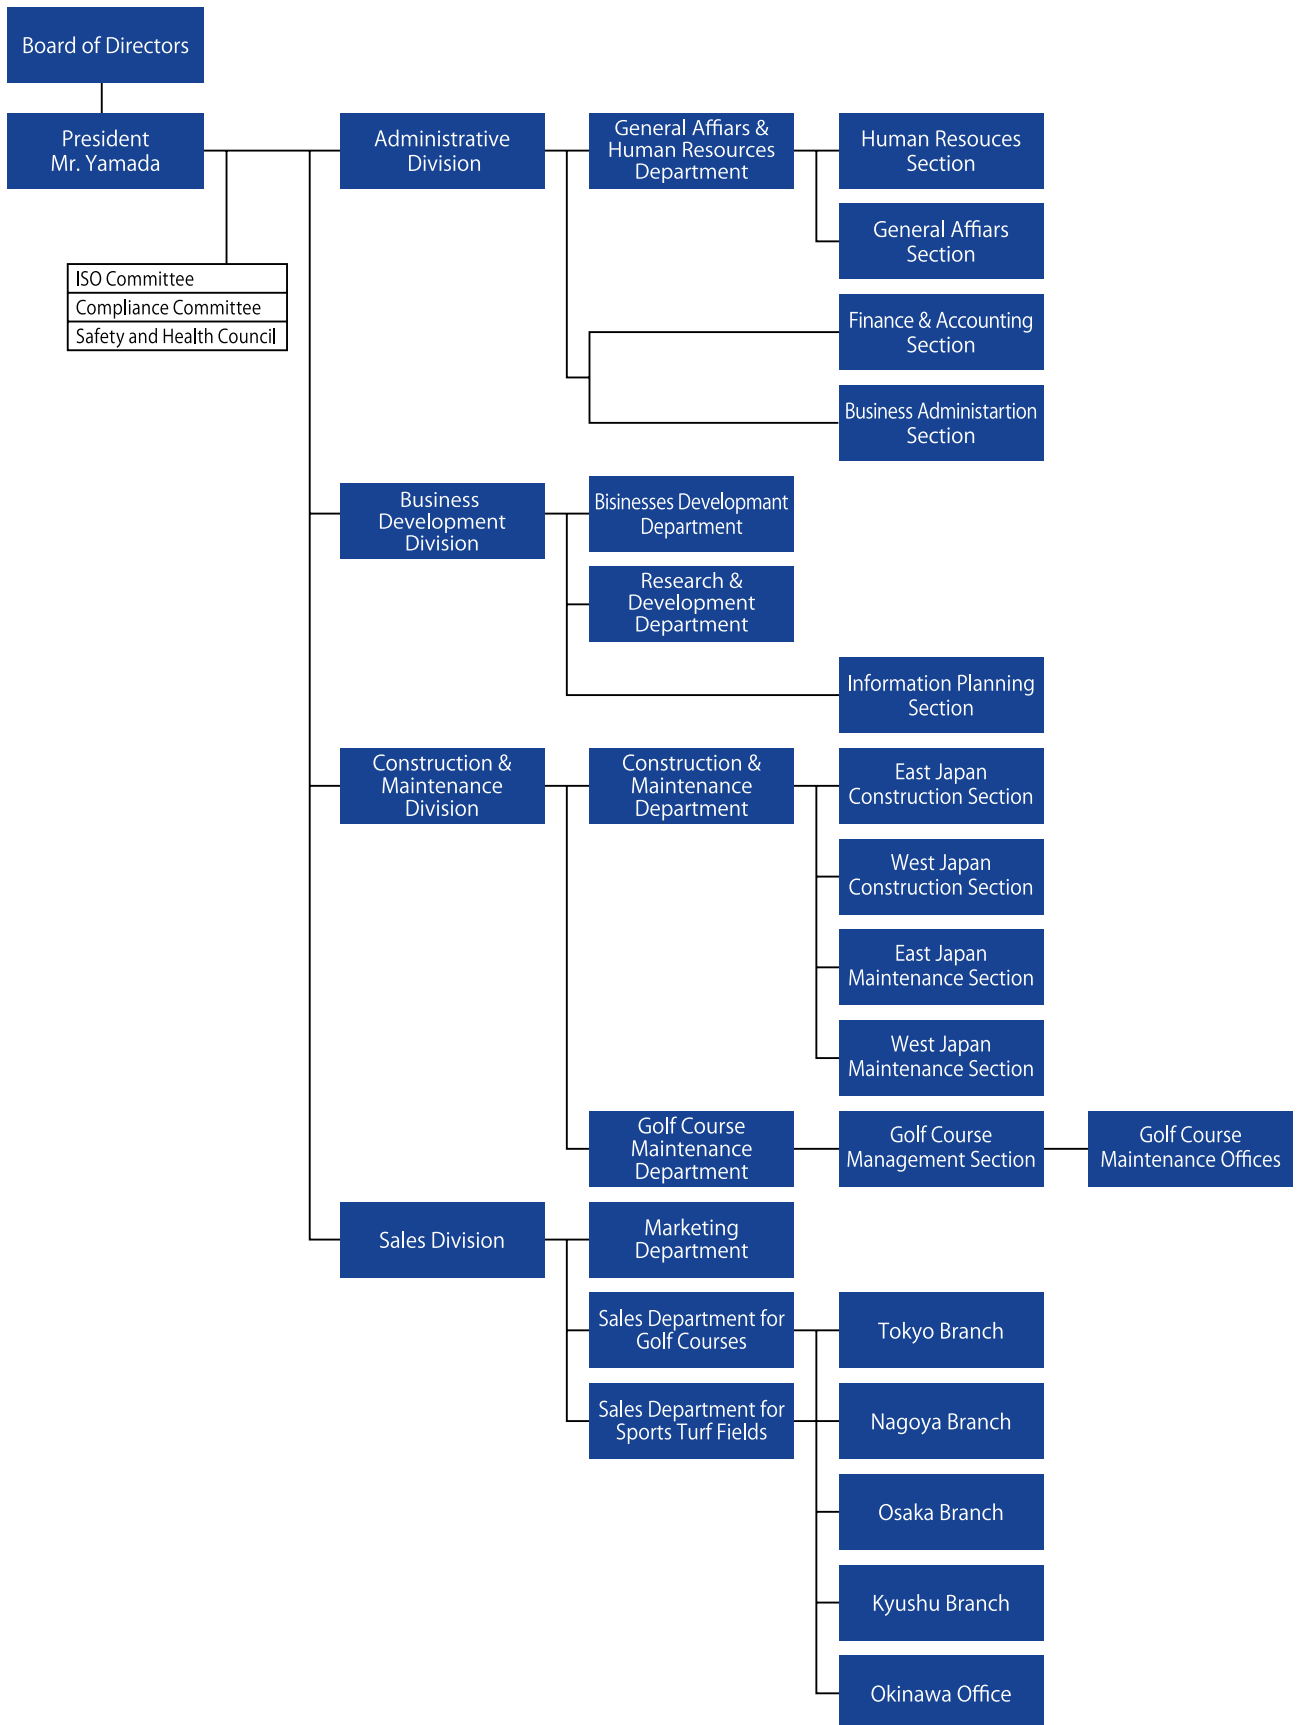 Board of Directors
President
Mr. Yamada
ISO Committee
Compliance Committee
Safety and Health Council
Administrative
Division
General Affiars &
Human Resources
Department
Human Resouces
Section
General Affiars
Section
Finance & Accounting
Section
Business Administartion
Section
Business
Development
Division
Bisinesses Developmant
Department
Research &
Development
Department
Information Planning
Section
Construction &
Maintenance
Division
Construction &
Maintenance
Department
East Japan
Construction Section
West Japan
Construction Section
East Japan
Maintenance Section
West Japan
Maintenance Section
Golf Course
Maintenance
Department
Golf Course
Management Section
Golf Course
Maintenance Offices
Sales Division
Marketing
Department
Sales Department for
Golf Courses
Sales Department for
Sports Turf Fields
Tokyo Branch
Nagoya Branch
Osaka Branch
Kyushu Branch
Okinawa Office